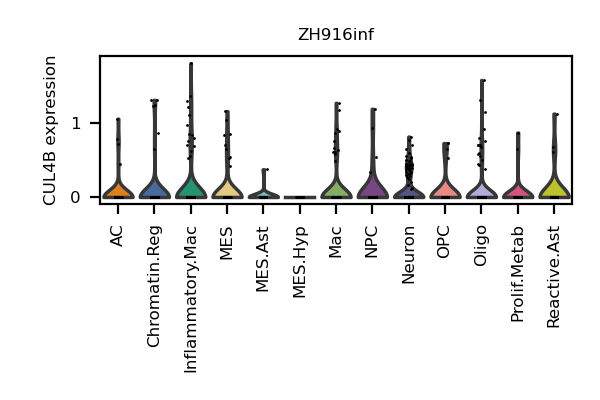 ZH916inf
CUL4B expression
1
0
AC
Chromatin.Reg
Inflammatory.Mac
MES
MES.Ast
MES.Hyp
Mac
NPC
Neuron
OPC
Oligo
Prolif.Metab
Reactive.Ast